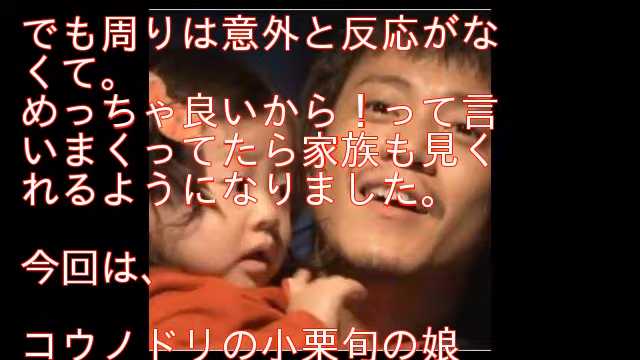 でも周りは意外と反応がな
くて。
めっちゃ良いから！って言
いまくってたら家族も見く
れるようになりました。
今回は、
コウノドリの小栗旬の娘